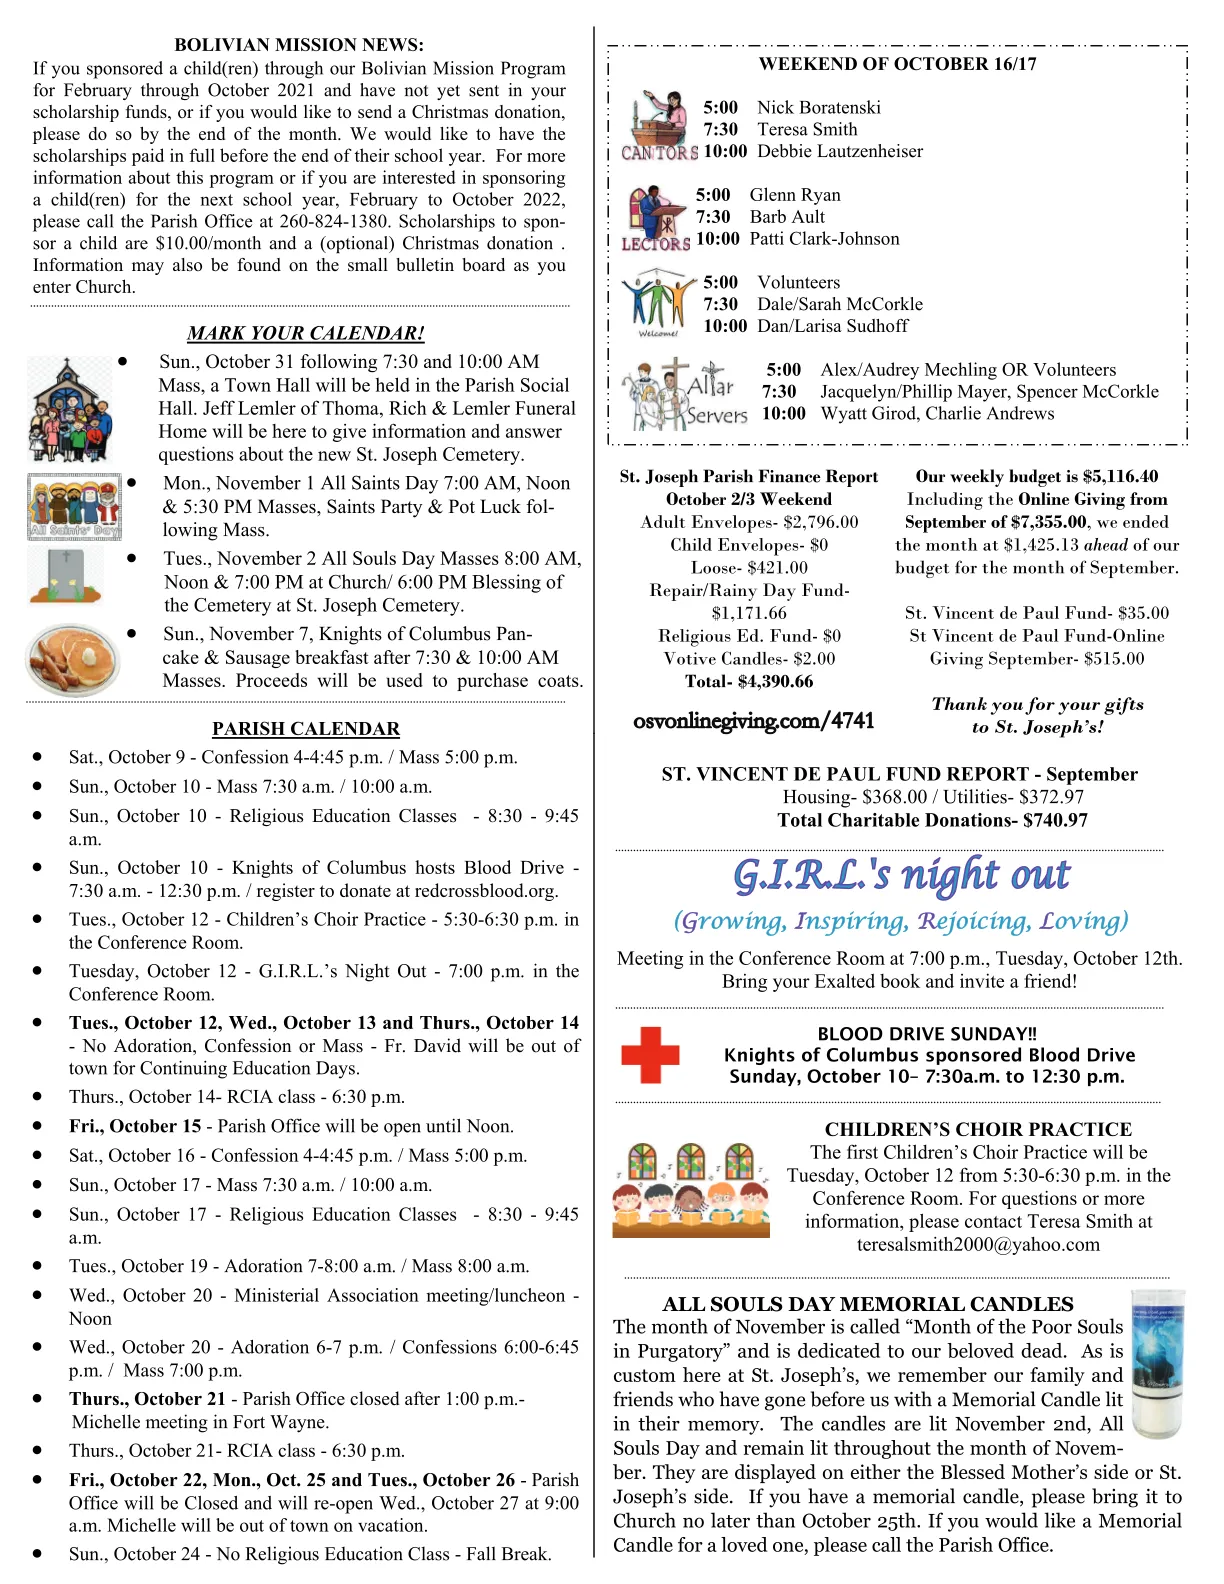 BOLIVIAN MISSION NEWS:
If you sponsored a child(ren) through our Bolivian Mission Program
for February through October 2021 and have not yet sent in your
scholarship funds, or if you would like to send a Christmas donation,
please do so by the end of the month. We would like to have the
scholarships paid in full before the end of their school year. For more
information about this program or if you are interested in sponsoring
a child(ren) for the next school year, February to October 2022,
please call the Parish Office at 260-824-1380. Scholarships to spon-
sor a child are $10.00/month and a (optional) Christmas donation .
Information may also be found on the small bulletin board as you
enter Church.
MARK YOUR CALENDAR!
• Sun., October 31 following 7:30 and 10:00 AM
Mass, a Town Hall will be held in the Parish Social
Hall. Jeff Lemler of Thoma, Rich & Lemler Funeral
Home will be here to give information and answer
questions about the new St. Joseph Cemetery.
All Saints' Day
• Mon., November 1 All Saints Day 7:00 AM, Noon
& 5:30 PM Masses, Saints Party & Pot Luck fol-
lowing Mass.
• Tues., November 2 All Souls Day Masses 8:00 AM,
Noon & 7:00 PM at Church/ 6:00 PM Blessing of
the Cemetery at St. Joseph Cemetery.
• Sun., November 7, Knights of Columbus Pan-
cake & Sausage breakfast after 7:30 & 10:00 AM
Masses. Proceeds will be used to purchase coats.
PARISH CALENDAR
• Sat., October 9 - Confession 4-4:45 p.m. / Mass 5:00 p.m.
• Sun., October 10 - Mass 7:30 a.m. / 10:00 a.m.
• Sun., October 10 - Religious Education Classes - 8:30 - 9:45
a.m.
• Sun., October 10 - Knights of Columbus hosts Blood Drive -
7:30 a.m. - 12:30 p.m. / register to donate at redcrossblood.org.
• Tues., October 12 - Children's Choir Practice - 5:30-6:30 p.m. in
the Conference Room.
• Tuesday, October 12 - G.I.R.L.'s Night Out - 7:00 p.m. in the
Conference Room.
• Tues., October 12, Wed., October 13 and Thurs., October 14
- No Adoration, Confession or Mass - Fr. David will be out of
town for Continuing Education Days.
• Thurs., October 14- RCIA class - 6:30 p.m.
• Fri., October 15 - Parish Office will be open until Noon.
• Sat., October 16 - Confession 4-4:45 p.m. / Mass 5:00 p.m.
• Sun., October 17 - Mass 7:30 a.m. / 10:00 a.m.
• Sun., October 17 - Religious Education Classes - 8:30 - 9:45
a.m.
• Tues., October 19 - Adoration 7-8:00 a.m. / Mass 8:00 a.m.
• Wed., October 20 - Ministerial Association meeting/luncheon -
Noon
• Wed., October 20 - Adoration 6-7 p.m. / Confessions 6:00-6:45
p.m. / Mass 7:00 p.m.
• Thurs., October 21 - Parish Office closed after 1:00 p.m.-
Michelle meeting in Fort Wayne.
• Thurs., October 21- RCIA class - 6:30 p.m.
• Fri., October 22, Mon., Oct. 25 and Tues., October 26 - Parish
Office will be Closed and will re-open Wed., October 27 at 9:00
a.m. Michelle will be out of town on vacation.
• Sun., October 24 - No Religious Education Class - Fall Break.
WEEKEND OF OCTOBER 16/17
CANTORS
5:00 Nick Boratenski
7:30 Teresa Smith
10:00 Debbie Lautzenheiser
LECTORS
5:00 Glenn Ryan
7:30 Barb Ault
10:00 Patti Clark-Johnson
Welcome!
5:00 Volunteers
7:30 Dale/Sarah McCorkle
10:00 Dan/Larisa Sudhoff
Altar
Servers
5:00 Alex/Audrey Mechling OR Volunteers
7:30 Jacquelyn/Phillip Mayer, Spencer McCorkle
10:00 Wyatt Girod, Charlie Andrews
St. Joseph Parish Finance Report
October 2/3 Weekend
Adult Envelopes- $2,796.00
Child Envelopes- $0
Loose- $421.00
Repair/Rainy Day Fund-
$1,171.66
Religious Ed. Fund- $0
Votive Candles- $2.00
Total- $4,390.66
osvonlinegiving.com/4741
Our weekly budget is $5,116.40
Including the Online Giving from
September of $7,355.00, we ended
the month at $1,425.13 ahead of our
budget for the month of September.
St. Vincent de Paul Fund- $35.00
St Vincent de Paul Fund-Online
Giving September- $515.00
Thank you for your gifts
to St. Joseph's!
ST. VINCENT DE PAUL FUND REPORT - September
Housing- $368.00 / Utilities- $372.97
Total Charitable Donations- $740.97
G.I.R.L.'s night out
(Growing, Inspiring, Rejoicing, Loving)
Meeting in the Conference Room at 7:00 p.m., Tuesday, October 12th.
Bring your Exalted book and invite a friend!
BLOOD DRIVE SUNDAY!!
Knights of Columbus sponsored Blood Drive
Sunday, October 10– 7:30a.m. to 12:30 p.m.
CHILDREN'S CHOIR PRACTICE
The first Children's Choir Practice will be
Tuesday, October 12 from 5:30-6:30 p.m. in the
Conference Room. For questions or more
information, please contact Teresa Smith at
teresalsmith2000@yahoo.com
ALL SOULS DAY MEMORIAL CANDLES
The month of November is called “Month of the Poor Souls
in Purgatory” and is dedicated to our beloved dead. As is
custom here at St. Joseph's, we remember our family and
friends who have gone before us with a Memorial Candle lit
in their memory. The candles are lit November 2nd, All
Souls Day and remain lit throughout the month of Novem-
ber. They are displayed on either the Blessed Mother's side or St.
Joseph's side. If you have a memorial candle, please bring it to
Church no later than October 25th. If you would like a Memorial
Candle for a loved one, please call the Parish Office.